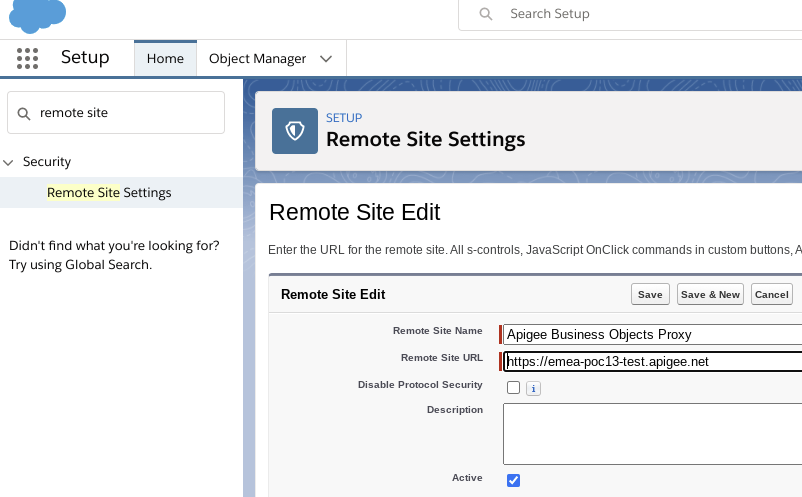 Search Setup
Setup
Home
Object Manager
remote site
Security
Remote Site Settings
Didn't find what you're looking for?
Try using Global Search.
SETUP
Remote Site Settings
Remote Site Edit
Enter the URL for the remote site. All s-controls, JavaScript OnClick commands in custom buttons, A
Remote Site Edit
Save
Save & New
Cancel
Remote Site Name
Apigee Business Objects Proxy
Remote Site URL
https://emea-poc13-test.apigee.net
Disable Protocol Security
i
Description
Active